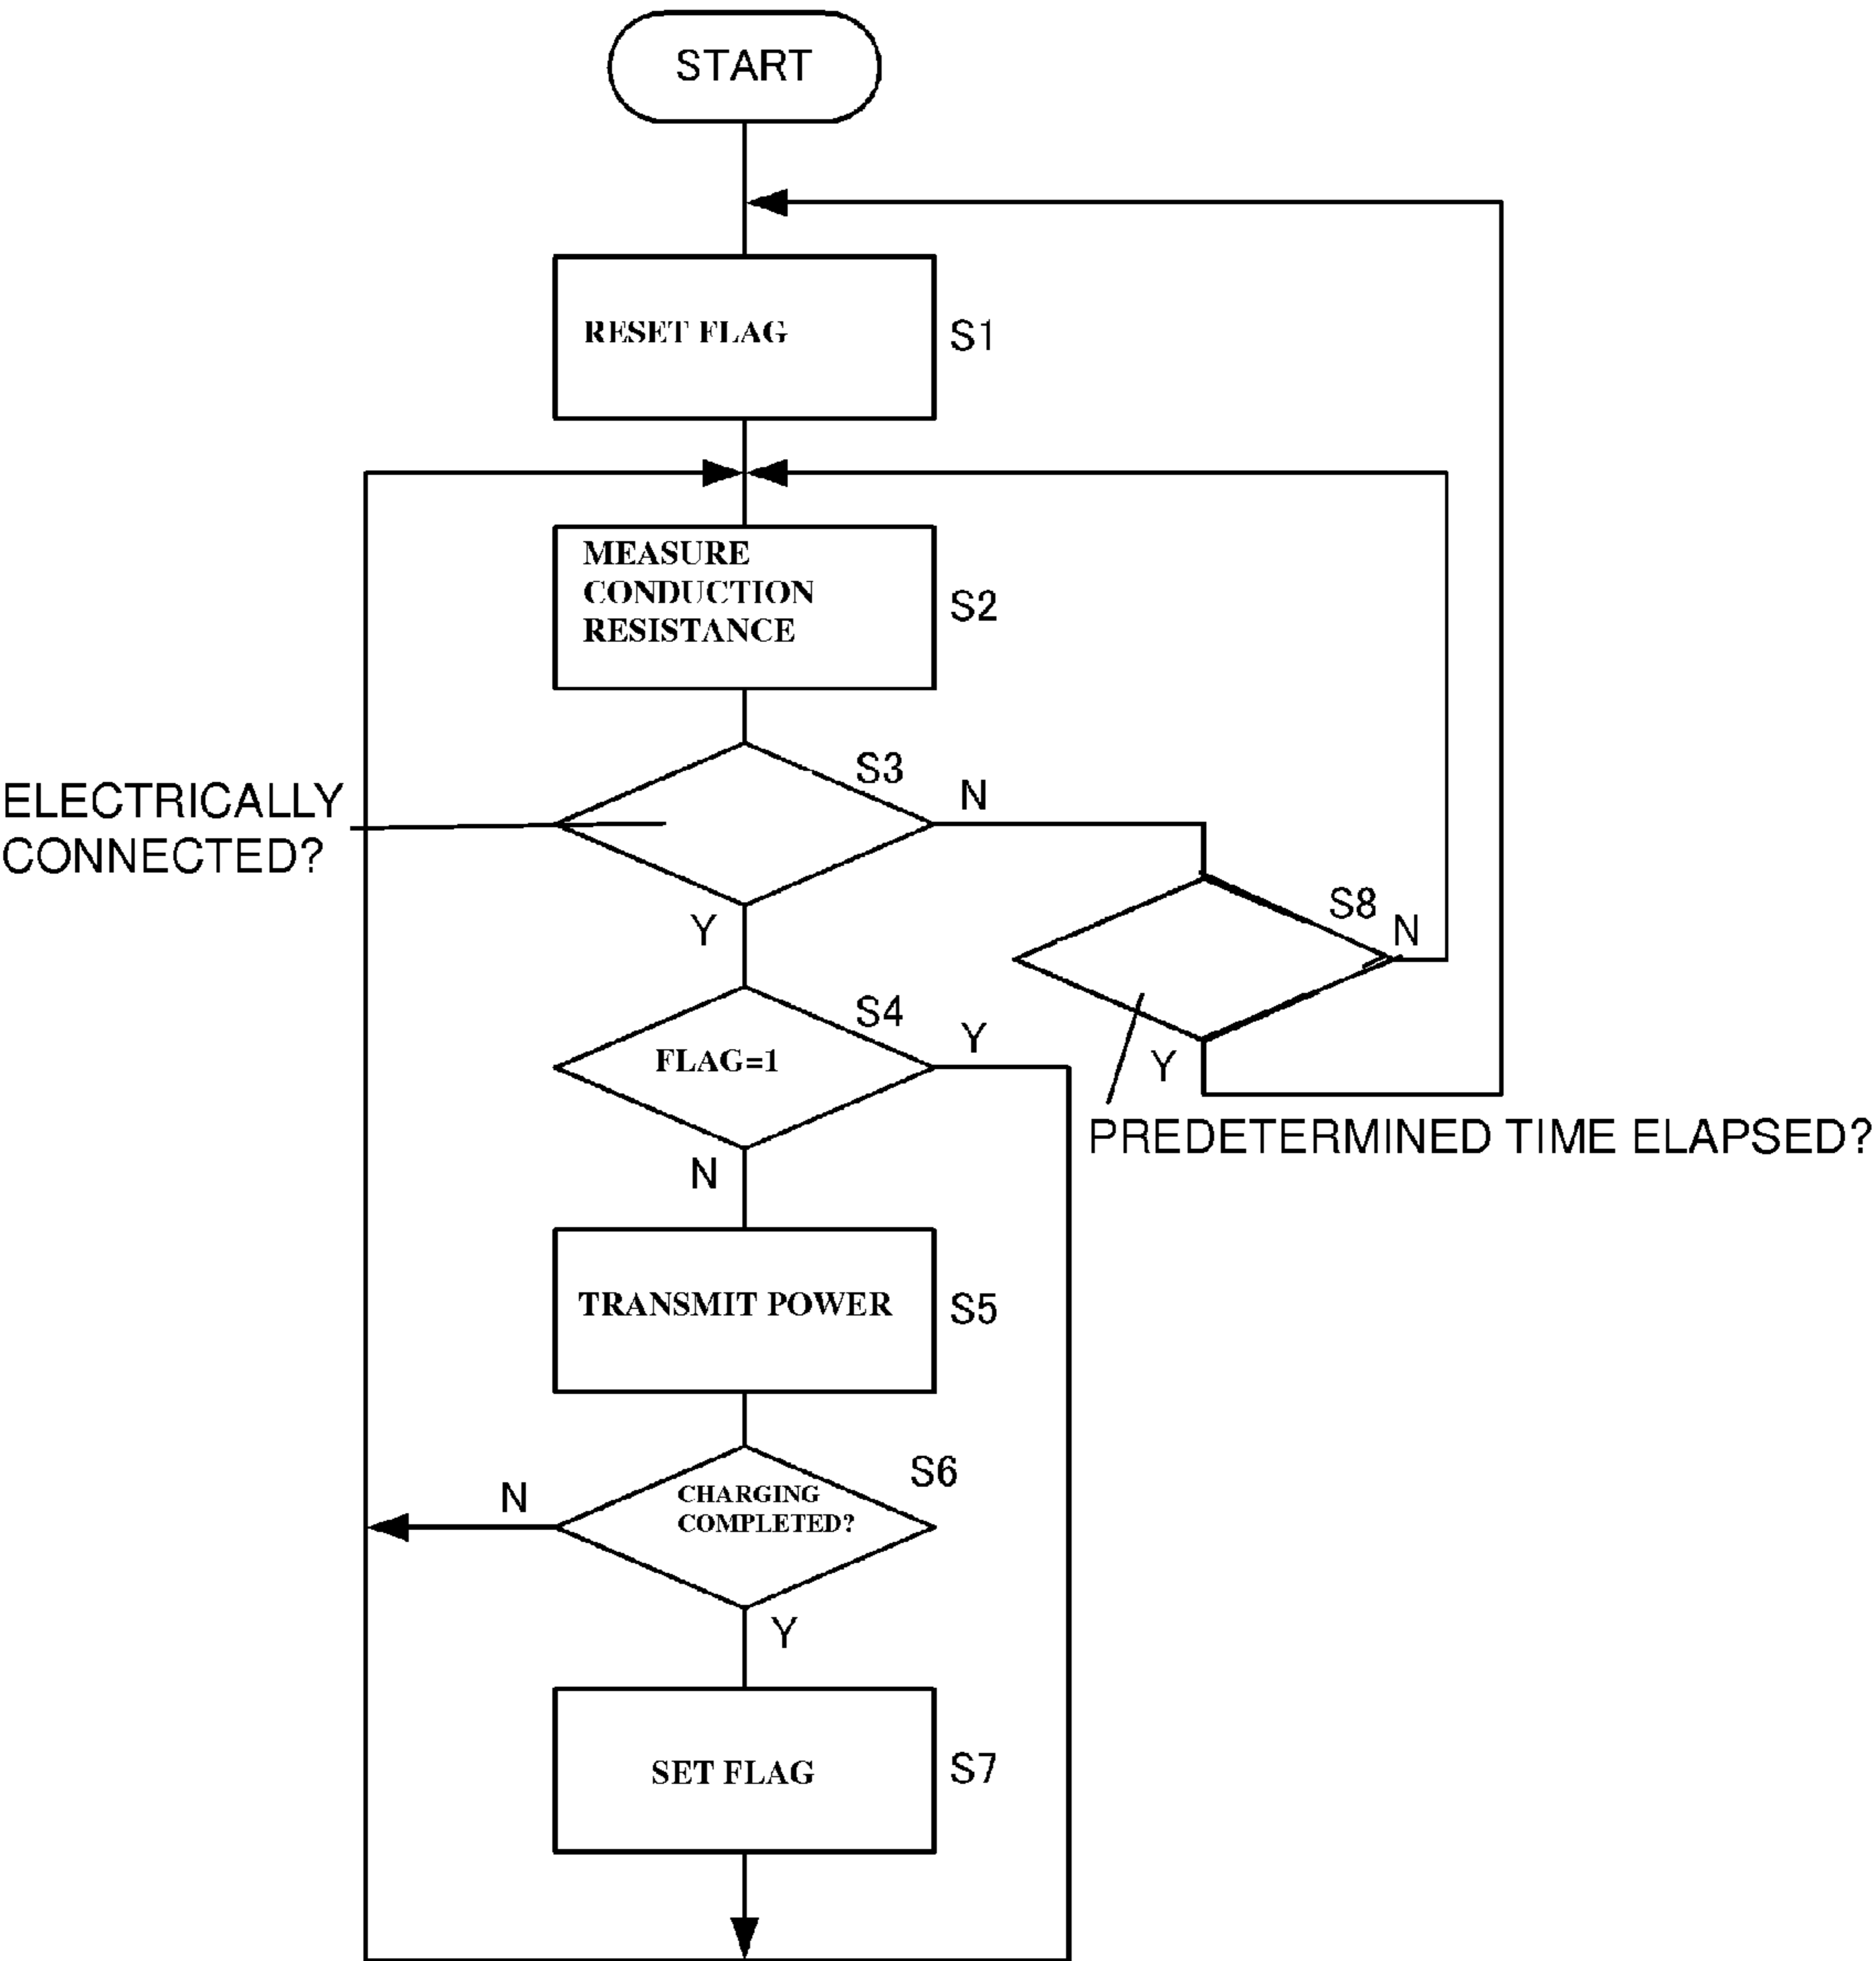 START
RESET FLAG
S1
MEASURE
CONDUCTION
RESISTANCE
S2
S3
N
ELECTRICALLY
CONNECTED?
Y
S8
N
S4
Y
FLAG=1
Y
PREDETERMINED TIME ELAPSED?
N
TRANSMIT POWER
S5
S6
N
CHARGING
COMPLETED?
Y
SET FLAG
S7